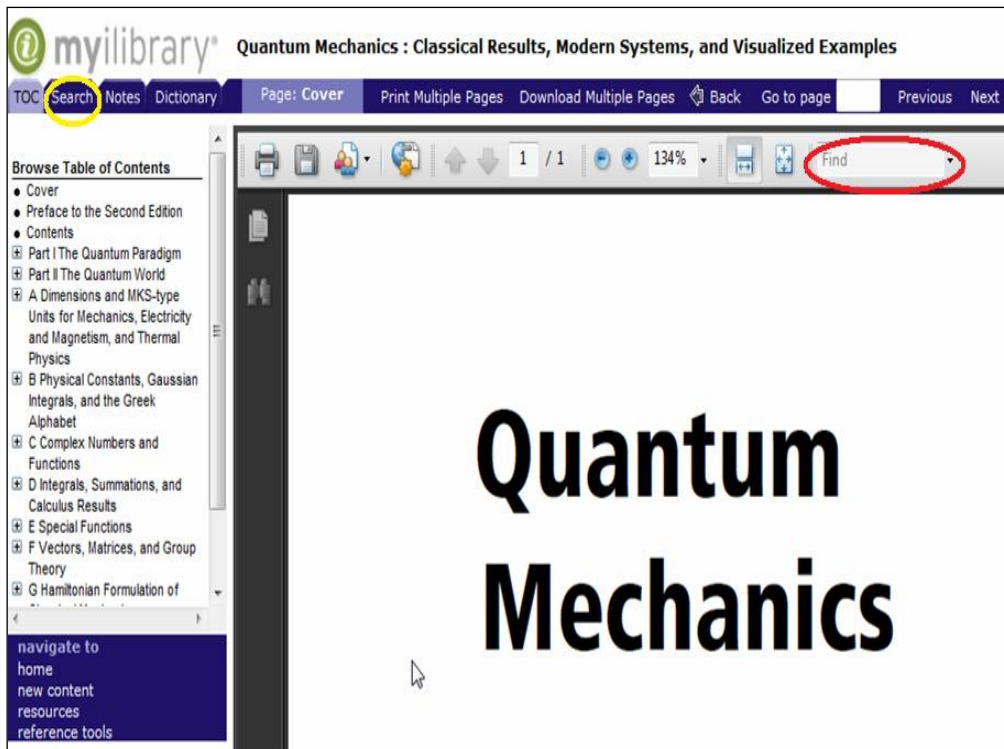 myilibrary®
Quantum Mechanics : Classical Results, Modern Systems, and Visualized Examples
TOC Search Notes Dictionary Page: Cover Print Multiple Pages Download Multiple Pages Back Go to page Previous Next
1 / 1 134% Find
Browse Table of Contents
Cover
Preface to the Second Edition
Contents
Part I The Quantum Paradigm
Part II The Quantum World
A Dimensions and MKS-type
Units for Mechanics, Electricity
and Magnetism, and Thermal
Physics
B Physical Constants, Gaussian
Integrals, and the Greek
Alphabet
C Complex Numbers and
Functions
D Integrals, Summations, and
Calculus Results
E Special Functions
F Vectors, Matrices, and Group
Theory
G Hamiltonian Formulation of
navigate to
home
new content
resources
reference tools
Quantum
Mechanics